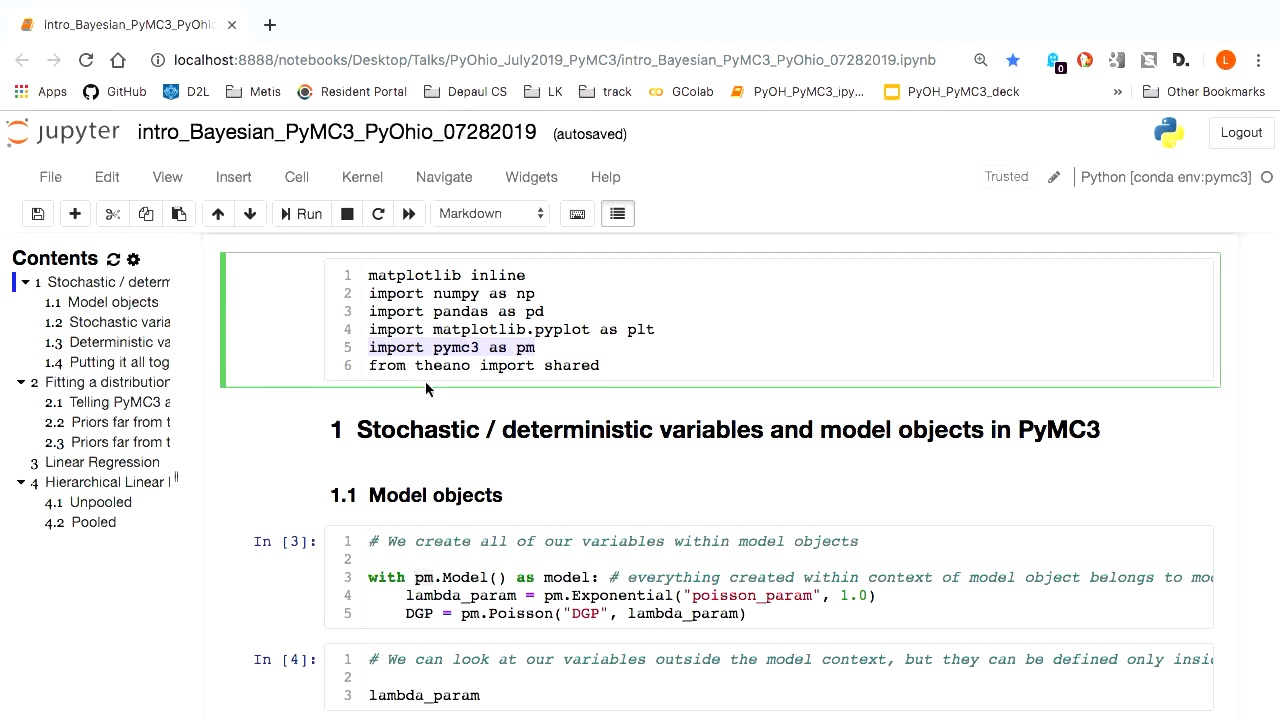 intro_Bayesian_PyMC3_PyOhio
localhost:8888/notebooks/Desktop/Talks/PyOhio_July2019_PyMC3/intro_Bayesian_PyMC3_PyOhio_07282019.ipynb
0
D.
L
Apps GitHub D2L Metis Resident Portal Depaul CS LK track GColab PyOH_PyMC3_ipy... PyOH_PyMC3_deck » Other Bookmarks
jupyter intro_Bayesian_PyMC3_PyOhio_07282019 (autosaved) Logout
File Edit View Insert Cell Kernel Navigate Widgets Help Trusted Python [conda env:pymc3]
Run Markdown
Contents
1 Stochastic / determ
1.1 Model objects
1.2 Stochastic varia
1.3 Deterministic va
1.4 Putting it all tog
2 Fitting a distribution
2.1 Telling PyMC3 a
2.2 Priors far from t
2.3 Priors far from t
3 Linear Regression
4 Hierarchical Linear
4.1 Unpooled
4.2 Pooled
1 matplotlib inline
2 import numpy as np
3 import pandas as pd
4 import matplotlib.pyplot as plt
5 import pymc3 as pm
6 from theano import shared
1 Stochastic / deterministic variables and model objects in PyMC3
1.1 Model objects
In [3]: 1 # We create all of our variables within model objects
2
3 with pm.Model() as model: # everything created within context of model object belongs to mod
4 lambda_param = pm.Exponential("poisson_param", 1.0)
5 DGP = pm.Poisson("DGP", lambda_param)
In [4]: 1 # We can look at our variables outside the model context, but they can be defined only insid
2
3 lambda_param